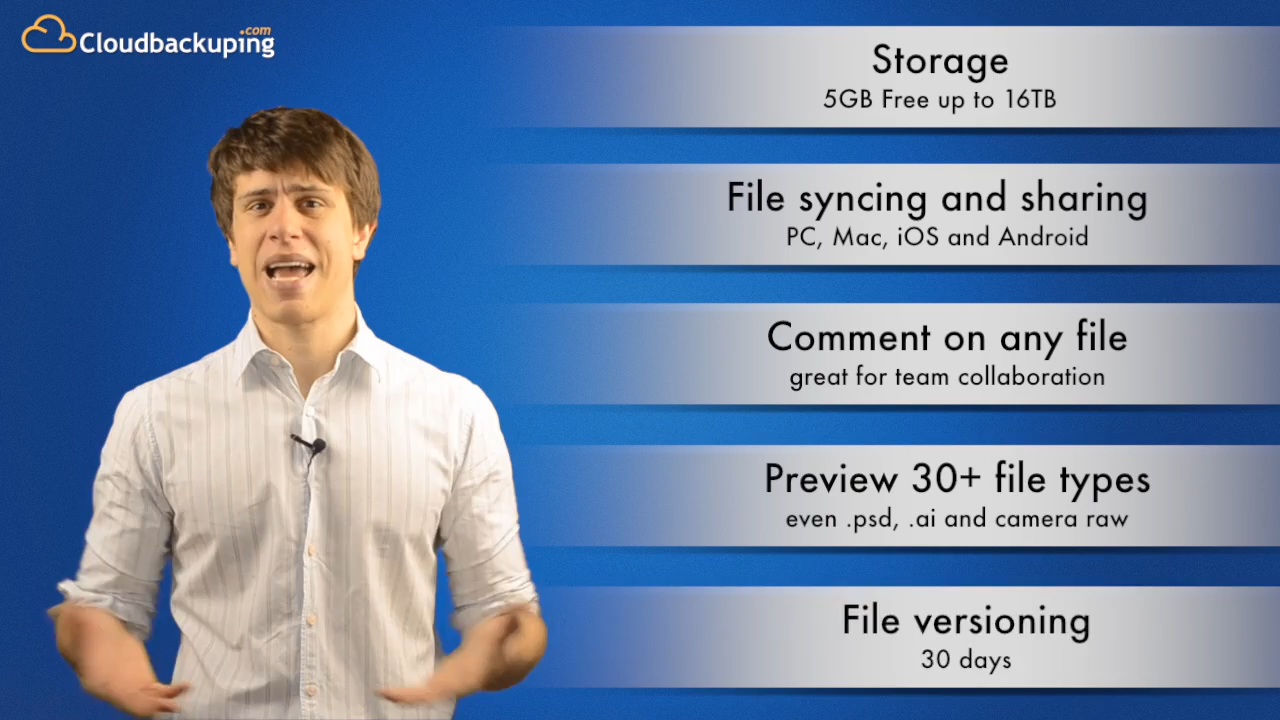 Cloudbackuping.com
Storage
5GB Free up to 16TB
File syncing and sharing
PC, Mac, iOS and Android
Comment on any file
great for team collaboration
Preview 30+ file types
even .psd, .ai and camera raw
File versioning
30 days